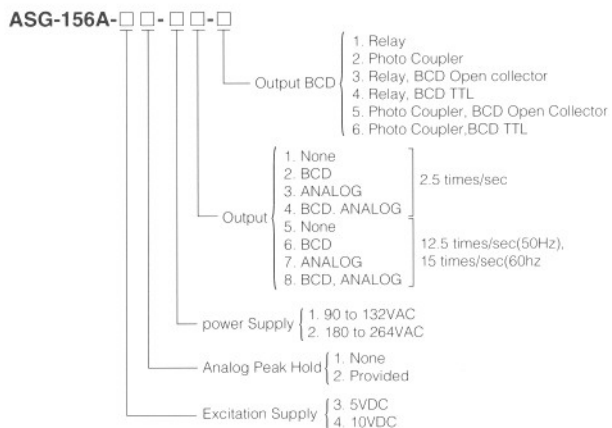 ASG-156A-□ □-□ □-□
Output BCD
1. Relay
2. Photo Coupler
3. Relay, BCD Open collector
4. Relay, BCD TTL
5. Photo Coupler, BCD Open Collector
6. Photo Coupler,BCD TTL
Output
1. None
2. BCD
3. ANALOG
4. BCD. ANALOG
2.5 times/sec
5. None
6. BCD
7. ANALOG
8. BCD, ANALOG
12.5 times/sec(50Hz),
15 times/sec(60hz
power Supply
1. 90 to 132VAC
2. 180 to 264VAC
Analog Peak Hold
1. None
2. Provided
Excitation Supply
3. 5VDC
4. 10VDC